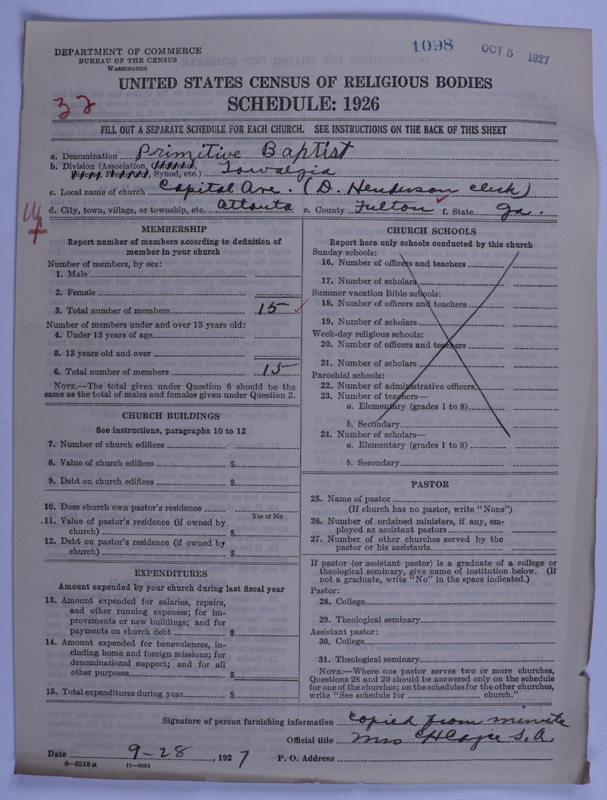 DEPARTMENT OF COMMERCE
BUREAU OF THE CENSUS
WASHINGTON
1098 OCT 5 1927
UNITED STATES CENSUS OF RELIGIOUS BODIES
SCHEDULE: 1926
32
FILL OUT A SEPARATE SCHEDULE FOR EACH CHURCH. SEE INSTRUCTIONS ON THE BACK OF THIS SHEET
a. Denomination Primitive Baptist
b. Division (Association, Conference, Diocese, Presbytery, Synod, etc.) Towalgia
c. Local name of church Capital Ave. (D. Henderson clerk)
d. City, town, village, or township, etc. Atlanta e. County Fulton f. State Ga.
MEMBERSHIP
Report number of members according to definition of
member in your church
Number of members, by sex:
1. Male
2. Female
3. Total number of members 15
Number of members under and over 13 years old:
4. Under 13 years of age
5. 13 years old and over
6. Total number of members 15
NOTE.—The total given under Question 6 should be the
same as the total of males and females given under Question 3.
CHURCH BUILDINGS
See instructions, paragraphs 10 to 12
7. Number of church edifices
8. Value of church edifices $
9. Debt on church edifices $
10. Does church own pastor's residence
Yes or No
11. Value of pastor's residence (if owned by
church) $
12. Debt on pastor's residence (if owned by
church) $
EXPENDITURES
Amount expended by your church during last fiscal year
13. Amount expended for salaries, repairs,
and other running expenses; for im-
provements or new buildings; and for
payments on church debt $
14. Amount expended for benevolences, in-
cluding home and foreign missions; for
denominational support; and for all
other purposes $
15. Total expenditures during year $
CHURCH SCHOOLS
Report here only schools conducted by this church
Sunday schools:
16. Number of officers and teachers
17. Number of scholars
Summer vacation Bible schools:
18. Number of officers and teachers
19. Number of scholars
Week-day religious schools:
20. Number of officers and teachers
21. Number of scholars
Parochial schools:
22. Number of administrative officers
23. Number of teachers—
a. Elementary (grades 1 to 8)
b. Secondary
24. Number of scholars—
a. Elementary (grades 1 to 8)
b. Secondary
PASTOR
25. Name of pastor
(If church has no pastor, write "None")
26. Number of ordained ministers, if any, em-
ployed as assistant pastors
27. Number of other churches served by the
pastor or his assistants
If pastor (or assistant pastor) is a graduate of a college or
theological seminary, give name of institution below. (If
not a graduate, write "No" in the space indicated.)
Pastor:
28. College
29. Theological seminary
Assistant pastor:
30. College
31. Theological seminary
NOTE.—Where one pastor serves two or more churches,
Questions 28 and 29 should be answered only on the schedule
for one of the churches; on the schedules for the other churches,
write "See schedule for church."
Signature of person furnishing information copied from minute
Official title Miss H Cayce S.A.
Date 9-28, 1927 P. O. Address
8-5518a 11-9054